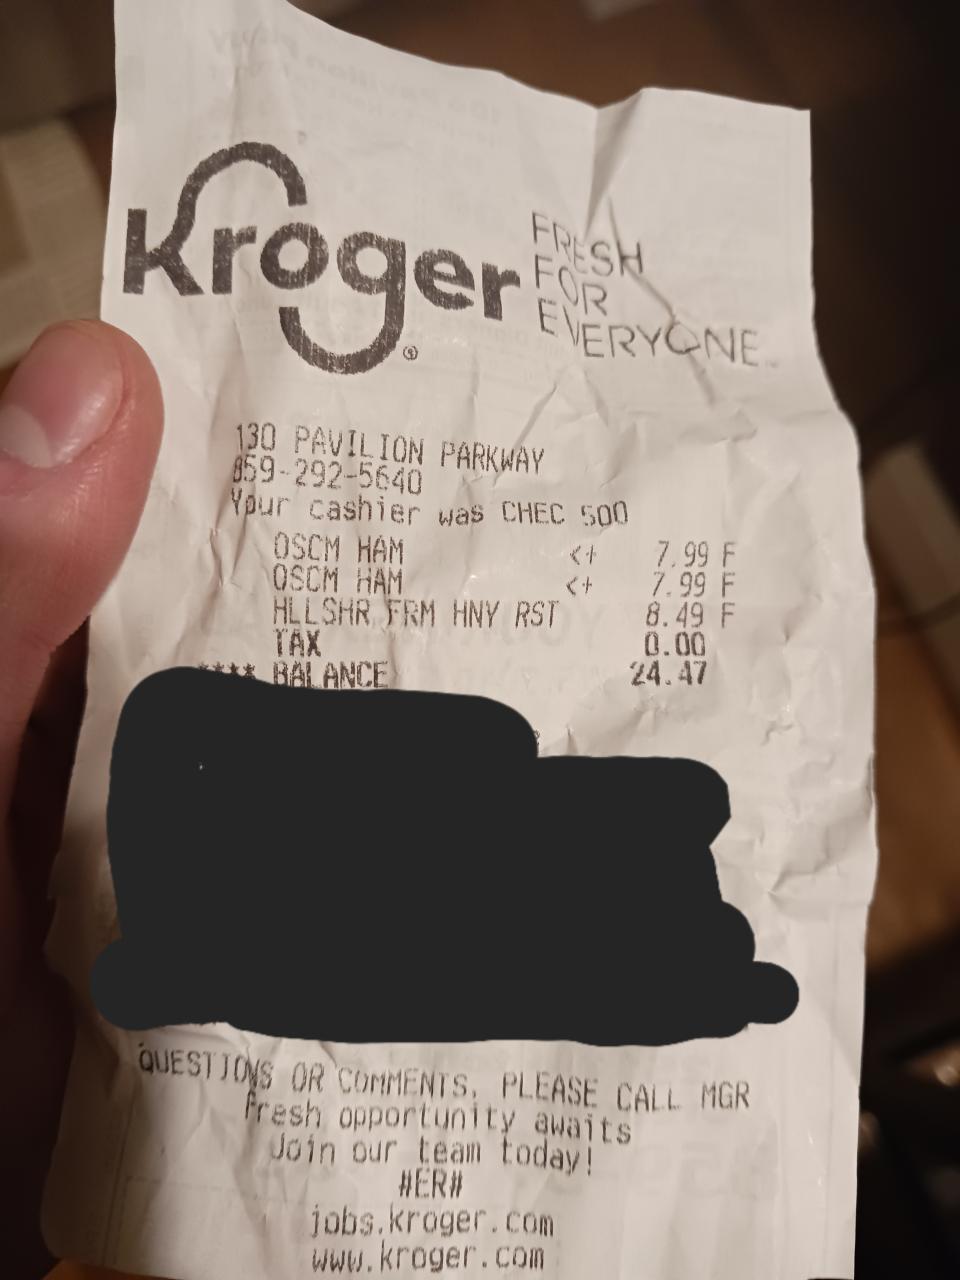 Kroger®
FRESH
FOR
EVERYONE™
130 PAVILION PARKWAY
859-292-5640
Your cashier was CHEC 500
OSCM HAM <+ 7.99 F
OSCM HAM <+ 7.99 F
HLLSHR FRM HNY RST 8.49 F
TAX 0.00
**** BALANCE 24.47
QUESTIONS OR COMMENTS, PLEASE CALL MGR
fresh opportunity awaits
Join our team today!
#ER#
jobs.kroger.com
www.kroger.com